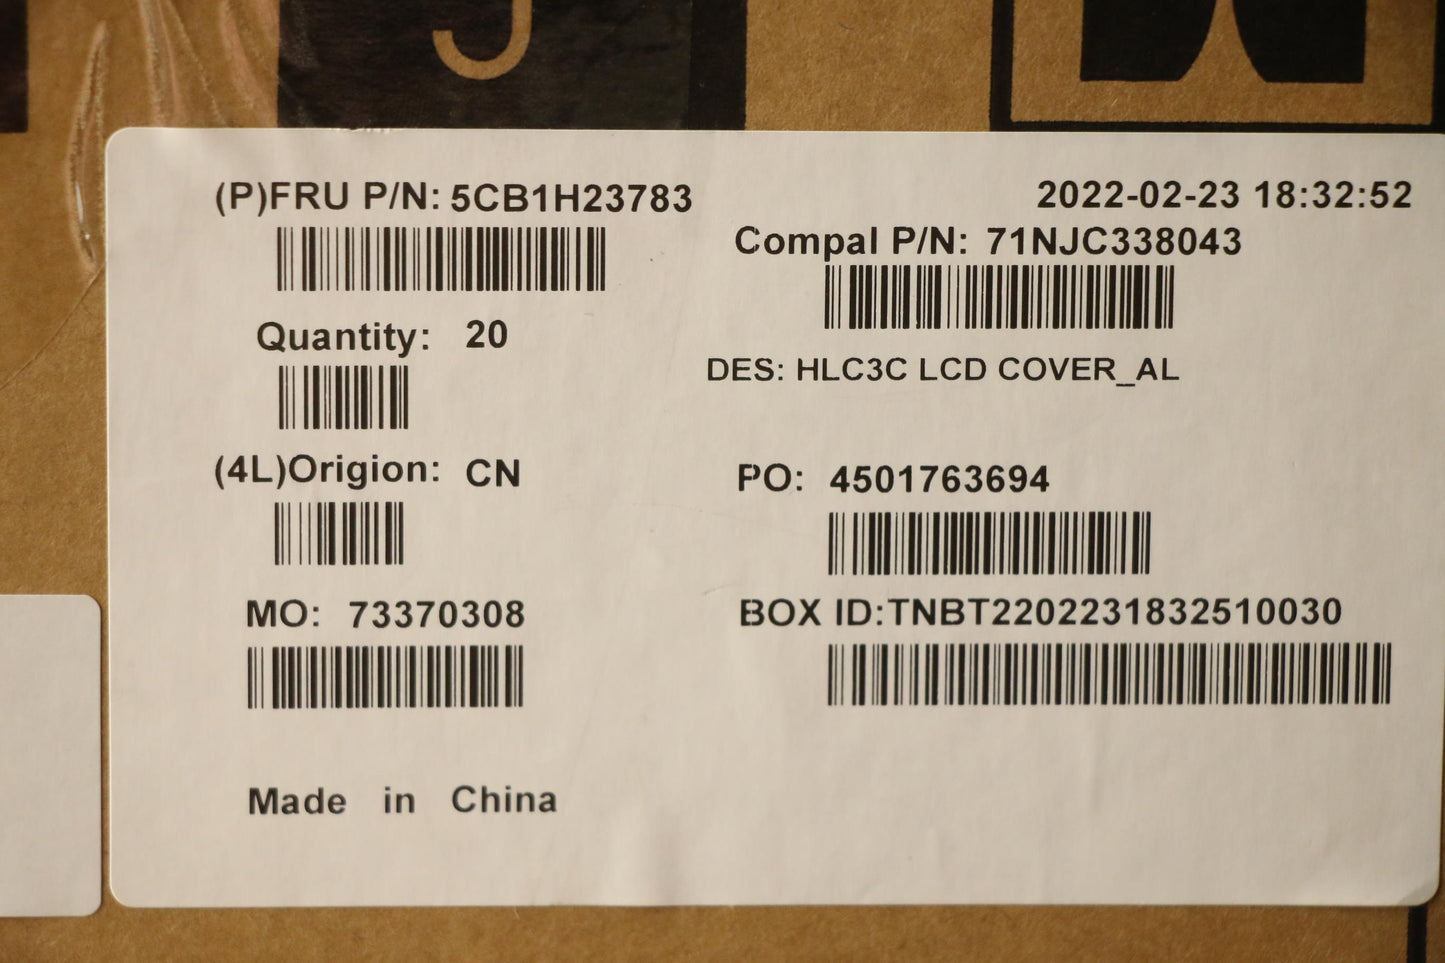 (P)FRU P/N: 5CB1H23783
2022-02-23 18:32:52
Compal P/N: 71NJC338043
Quantity: 20
DES: HLC3C LCD COVER_AL
(4L)Origion: CN
PO: 4501763694
MO: 73370308
BOX ID:TNBT2202231832510030
Made in China